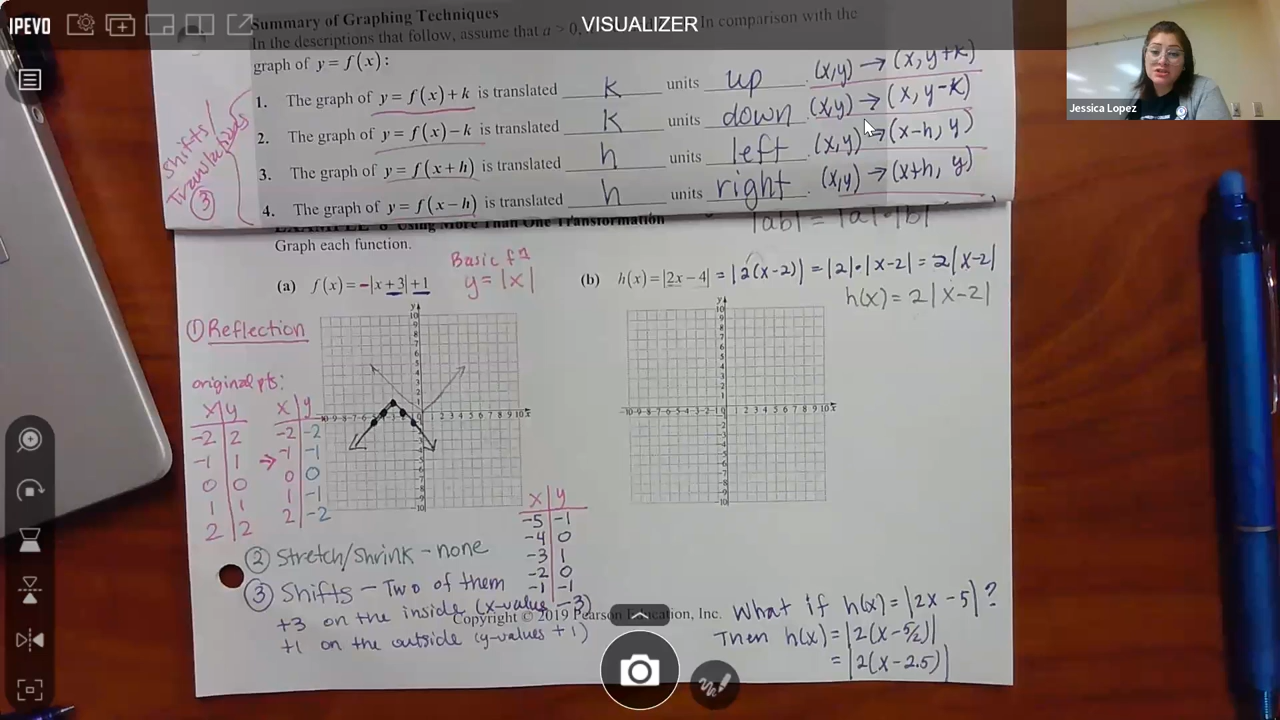 IPEVO
VISUALIZER
Jessica Lopez
Summary of Graphing Techniques
In the descriptions that follow, assume that a > 0, In comparison with the
graph of y = f(x):
1. The graph of y = f(x) + k is translated k units up (x,y) → (x, y+k)
2. The graph of y = f(x) − k is translated k units down (x,y) → (x, y−k)
3. The graph of y = f(x + h) is translated h units left (x,y) → (x−h, y)
4. The graph of y = f(x − h) is translated h units right (x,y) → (x+h, y)
Shifts/
Translations
③
Using More Than One Transformation
|ab| = |a|·|b|
Graph each function.
Basic fn
y = |x|
(a) f(x) = −|x + 3| + 1
(b) h(x) = |2x − 4| = |2(x−2)| = |2|·|x−2| = 2|x−2|
h(x) = 2|x−2|
① Reflection
original pts:
x y
-2 2
-1 1
0 0
1 1
2 2
→
x y
-2 -2
-1 -1
0 0
1 -1
2 -2
x y
-5 -1
-4 0
-3 1
-2 0
-1 -1
② Stretch/Shrink – none
③ Shifts – Two of them
+3 on the inside (x-value −3)
+1 on the outside (y-values +1)
Copyright © 2019 Pearson Education, Inc.
What if h(x) = |2x − 5|?
Then h(x) = |2(x − 5/2)|
= |2(x − 2.5)|